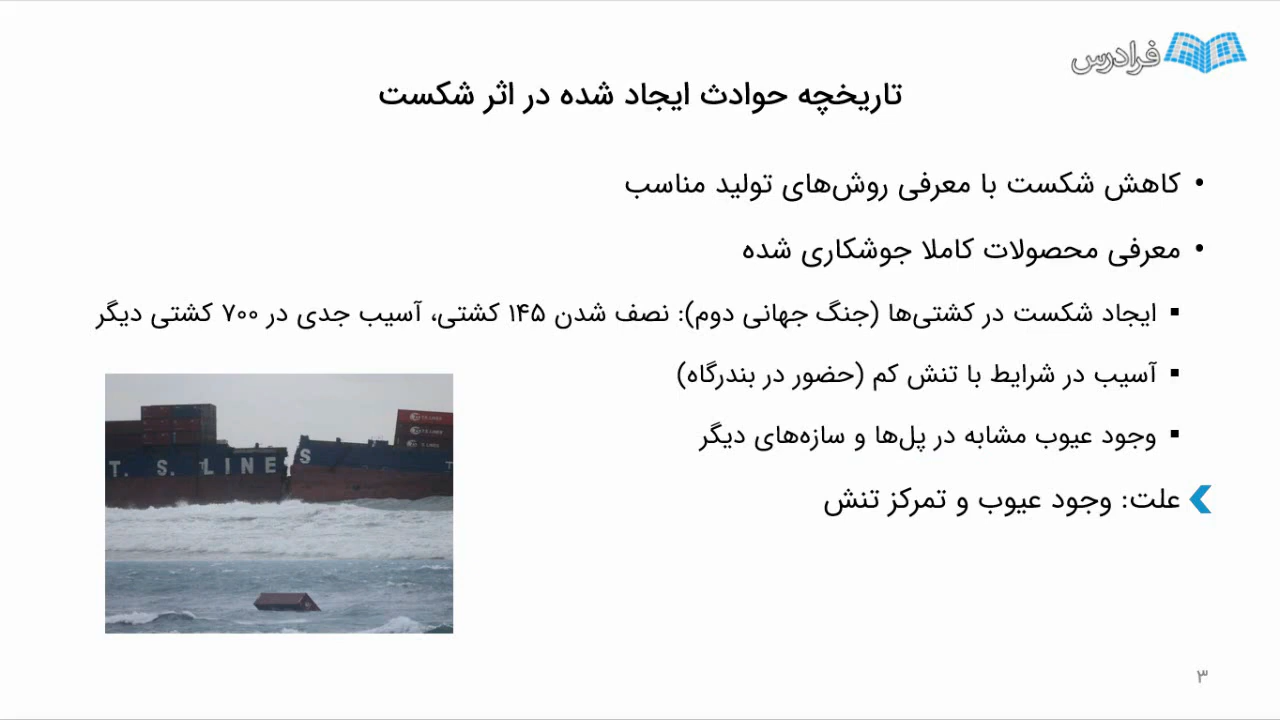 فرادرس
تاریخچه حوادث ایجاد شده در اثر شکست
• کاهش شکست با معرفی روش‌های تولید مناسب
• معرفی محصولات کاملا جوشکاری شده
▪ ایجاد شکست در کشتی‌ها (جنگ جهانی دوم): نصف شدن ۱۴۵ کشتی، آسیب جدی در ۷۰۰ کشتی دیگر
▪ آسیب در شرایط با تنش کم (حضور در بندرگاه)
▪ وجود عیوب مشابه در پل‌ها و سازه‌های دیگر
علت: وجود عیوب و تمرکز تنش
T. S. LINES
۳